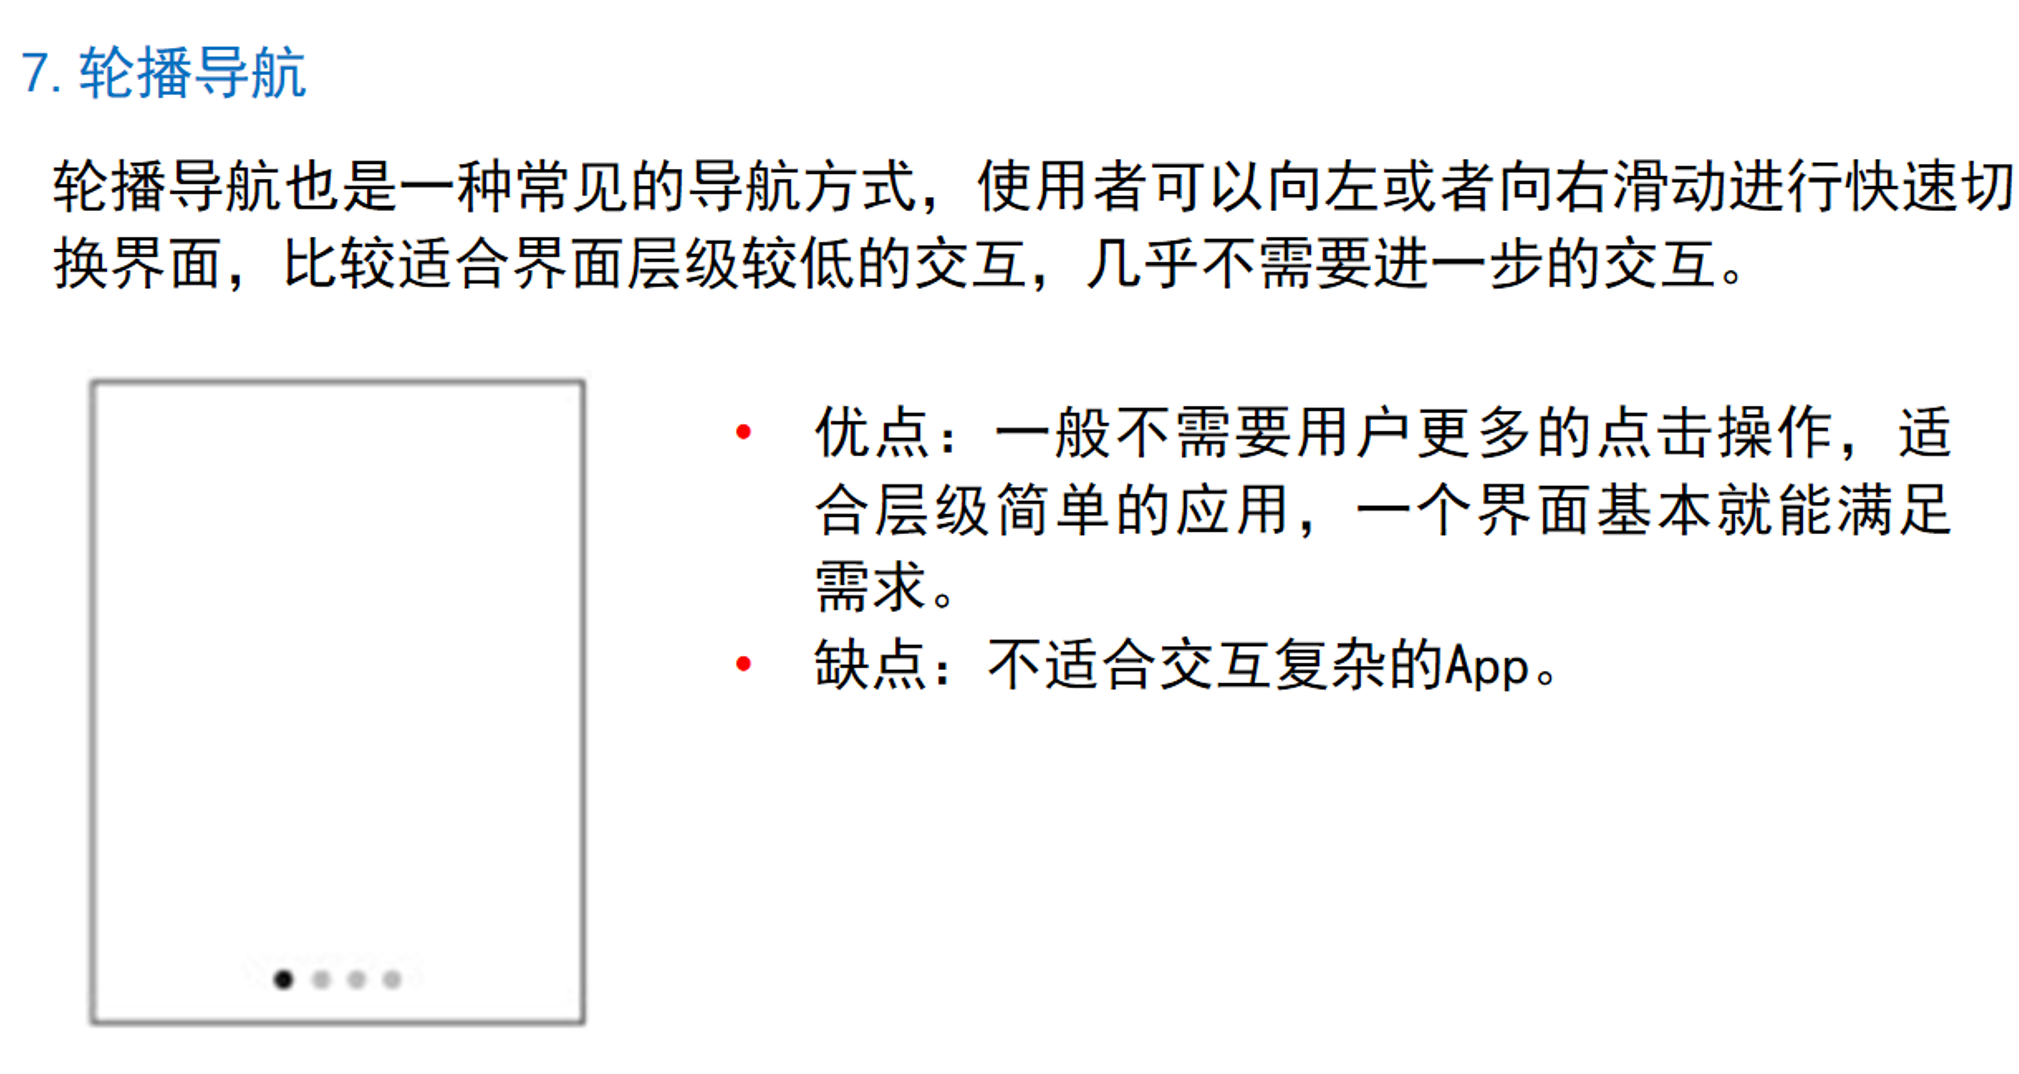 7. 轮播导航
轮播导航也是一种常见的导航方式，使用者可以向左或者向右滑动进行快速切
换界面，比较适合界面层级较低的交互，几乎不需要进一步的交互。
• 优点：一般不需要用户更多的点击操作，适
合层级简单的应用，一个界面基本就能满足
需求。
• 缺点：不适合交互复杂的App。